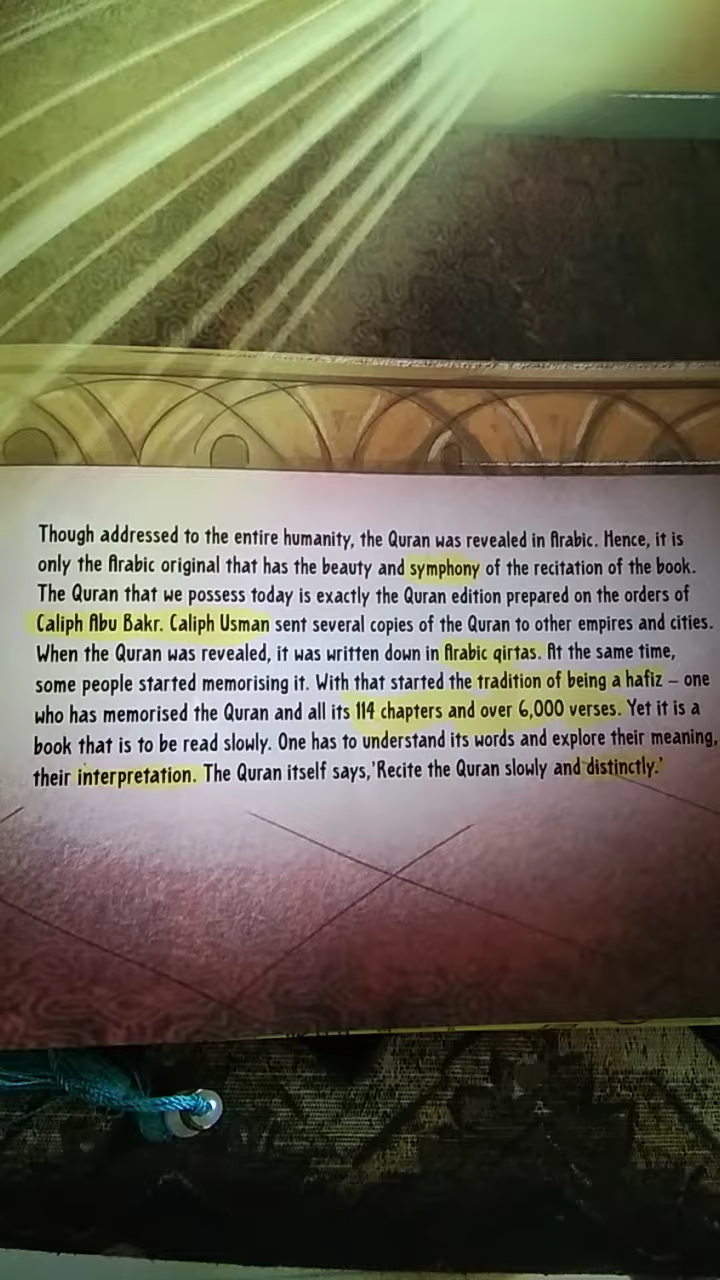 Though addressed to the entire humanity, the Quran was revealed in Arabic. Hence, it is
only the Arabic original that has the beauty and symphony of the recitation of the book.
The Quran that we possess today is exactly the Quran edition prepared on the orders of
Caliph Abu Bakr. Caliph Usman sent several copies of the Quran to other empires and cities.
When the Quran was revealed, it was written down in Arabic qirtas. At the same time,
some people started memorising it. With that started the tradition of being a hafiz – one
who has memorised the Quran and all its 114 chapters and over 6,000 verses. Yet it is a
book that is to be read slowly. One has to understand its words and explore their meaning,
their interpretation. The Quran itself says,'Recite the Quran slowly and distinctly.'